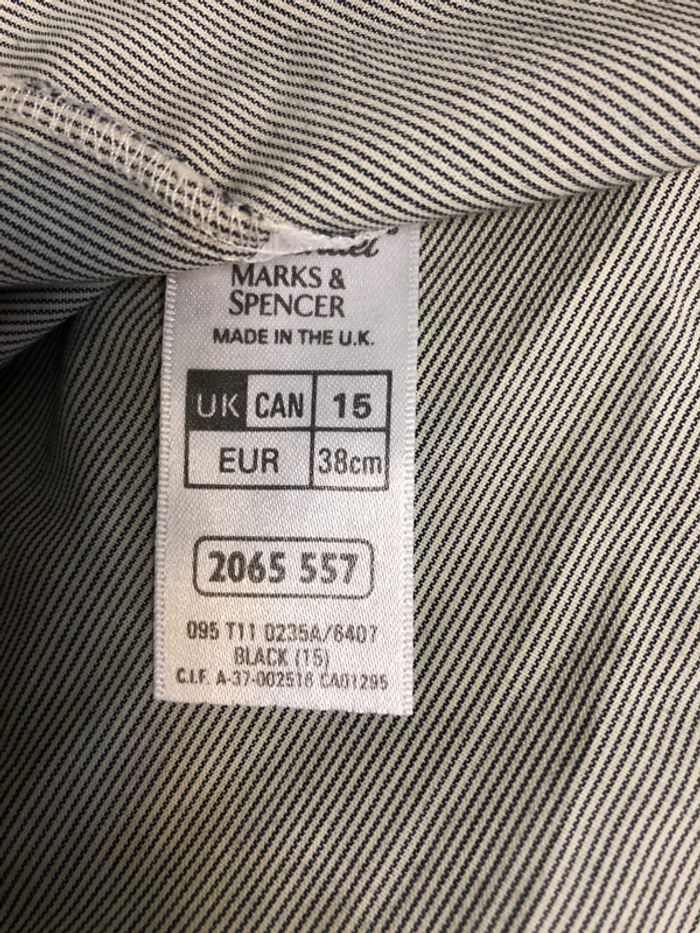 MARKS &
SPENCER
MADE IN THE U.K.
UK CAN 15
EUR 38cm
2065 557
095 T11 0235A/6407
BLACK (15)
C.I.F. A-37-002516 CA01295